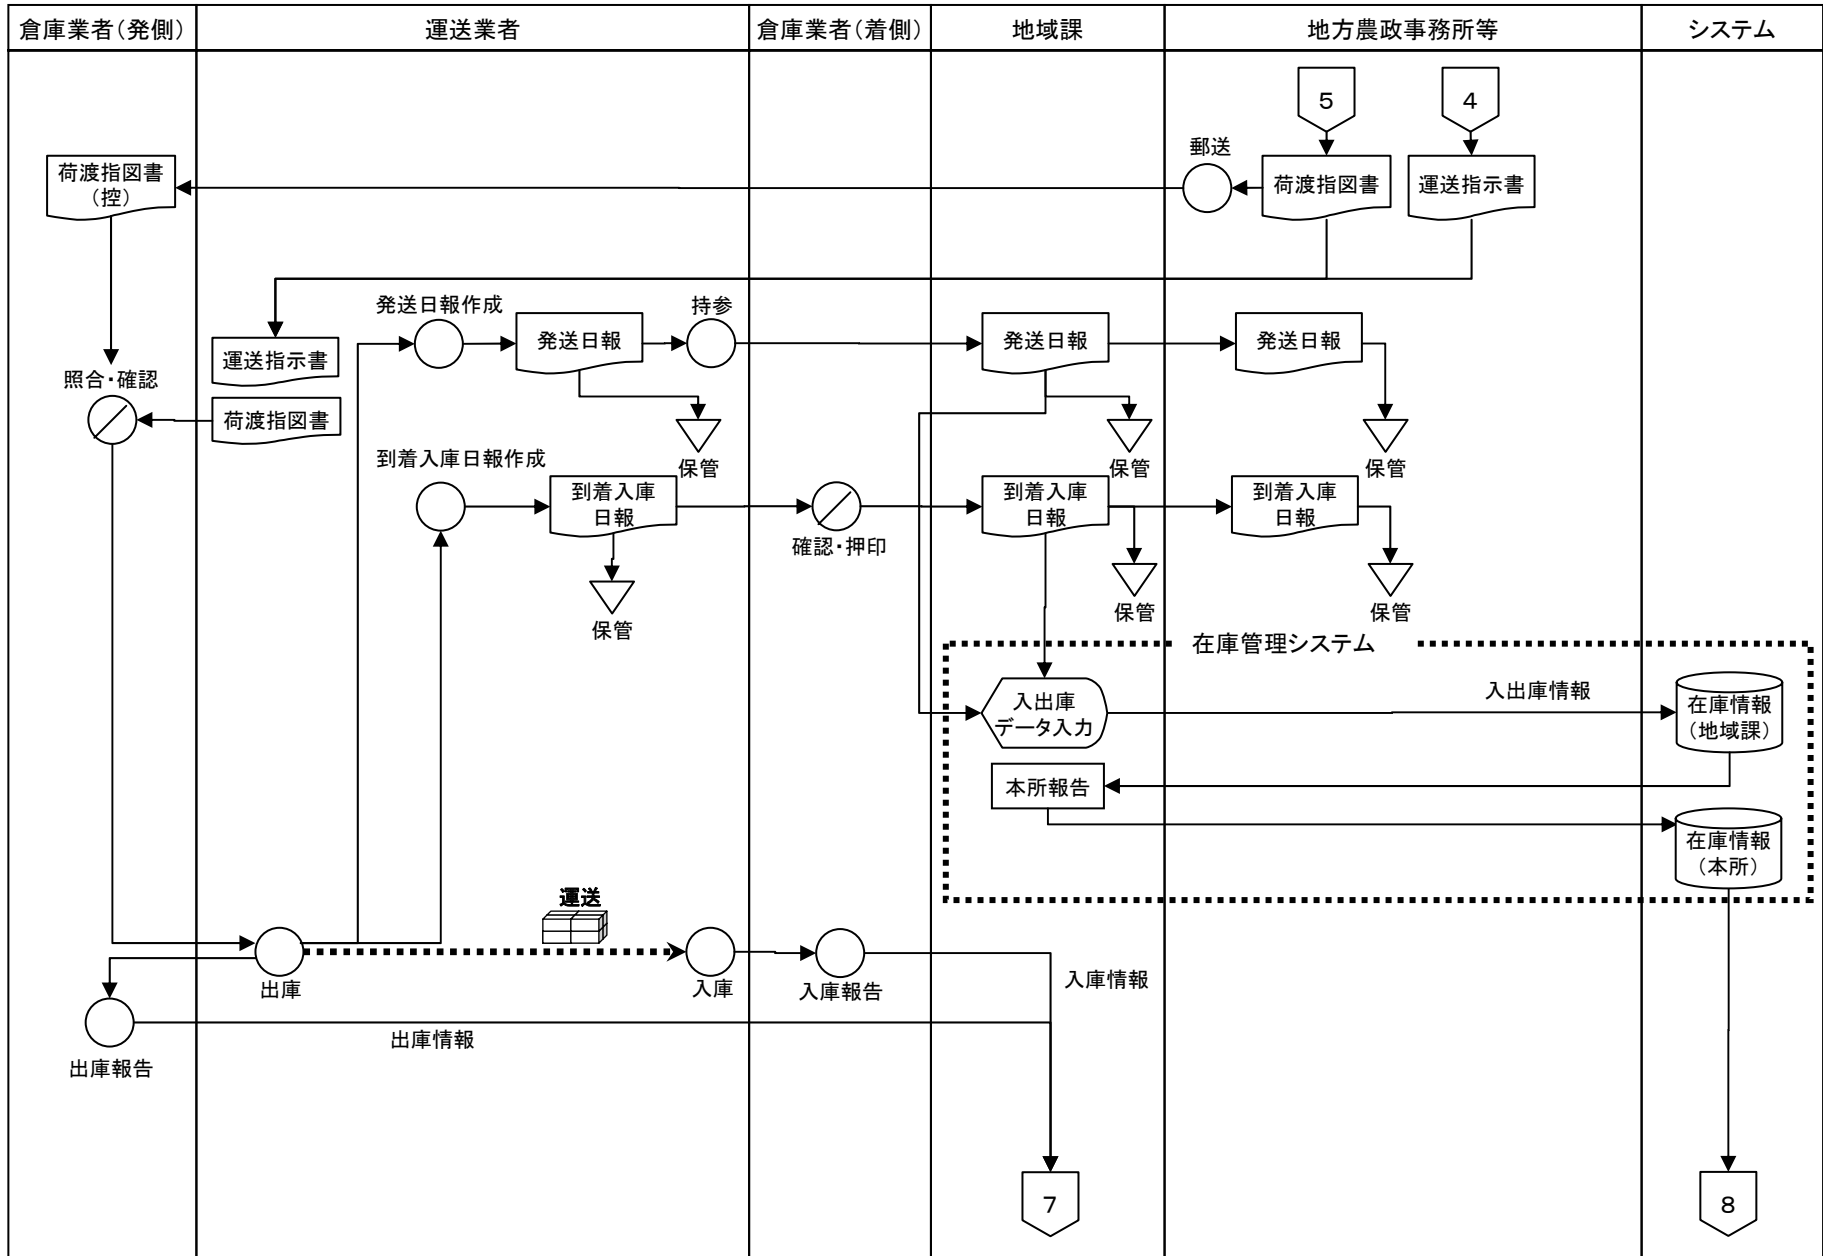 倉庫業者(発側)
運送業者
倉庫業者(着側)
地域課
地方農政事務所等
システム
5
4
郵送
荷渡指図書
(控)
荷渡指図書
運送指示書
発送日報作成
持参
運送指示書
発送日報
発送日報
発送日報
照合・確認
荷渡指図書
保管
保管
保管
到着入庫日報作成
到着入庫
日報
到着入庫
日報
到着入庫
日報
確認・押印
保管
保管
保管
在庫管理システム
入出庫
データ入力
入出庫情報
在庫情報
(地域課)
本所報告
在庫情報
(本所)
運送
出庫
入庫
入庫報告
入庫情報
出庫情報
出庫報告
7
8